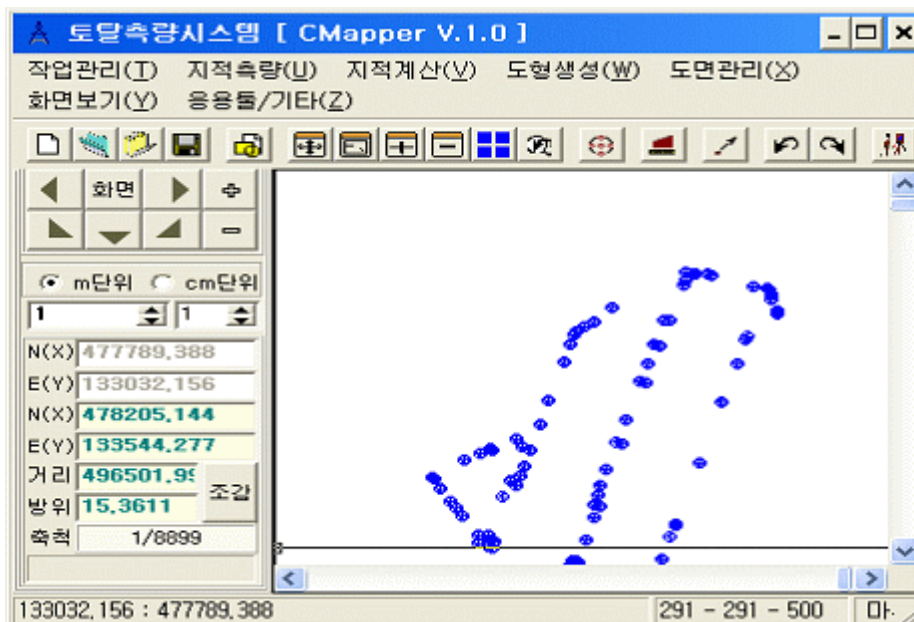 토탈측량시스템 [ CMapper V.1.0 ]
작업관리(T) 지적측량(U) 지적계산(V) 도형생성(W) 도면관리(X)
화면보기(Y) 응용툴/기타(Z)
화면
m단위 cm단위
1 1
N(X) 477789,388
E(Y) 133032,156
N(X) 478205,144
E(Y) 133544,277
거리 496501,99
조감
방위 15,3611
축척 1/8899
133032,156 : 477789,388 291 - 291 - 500